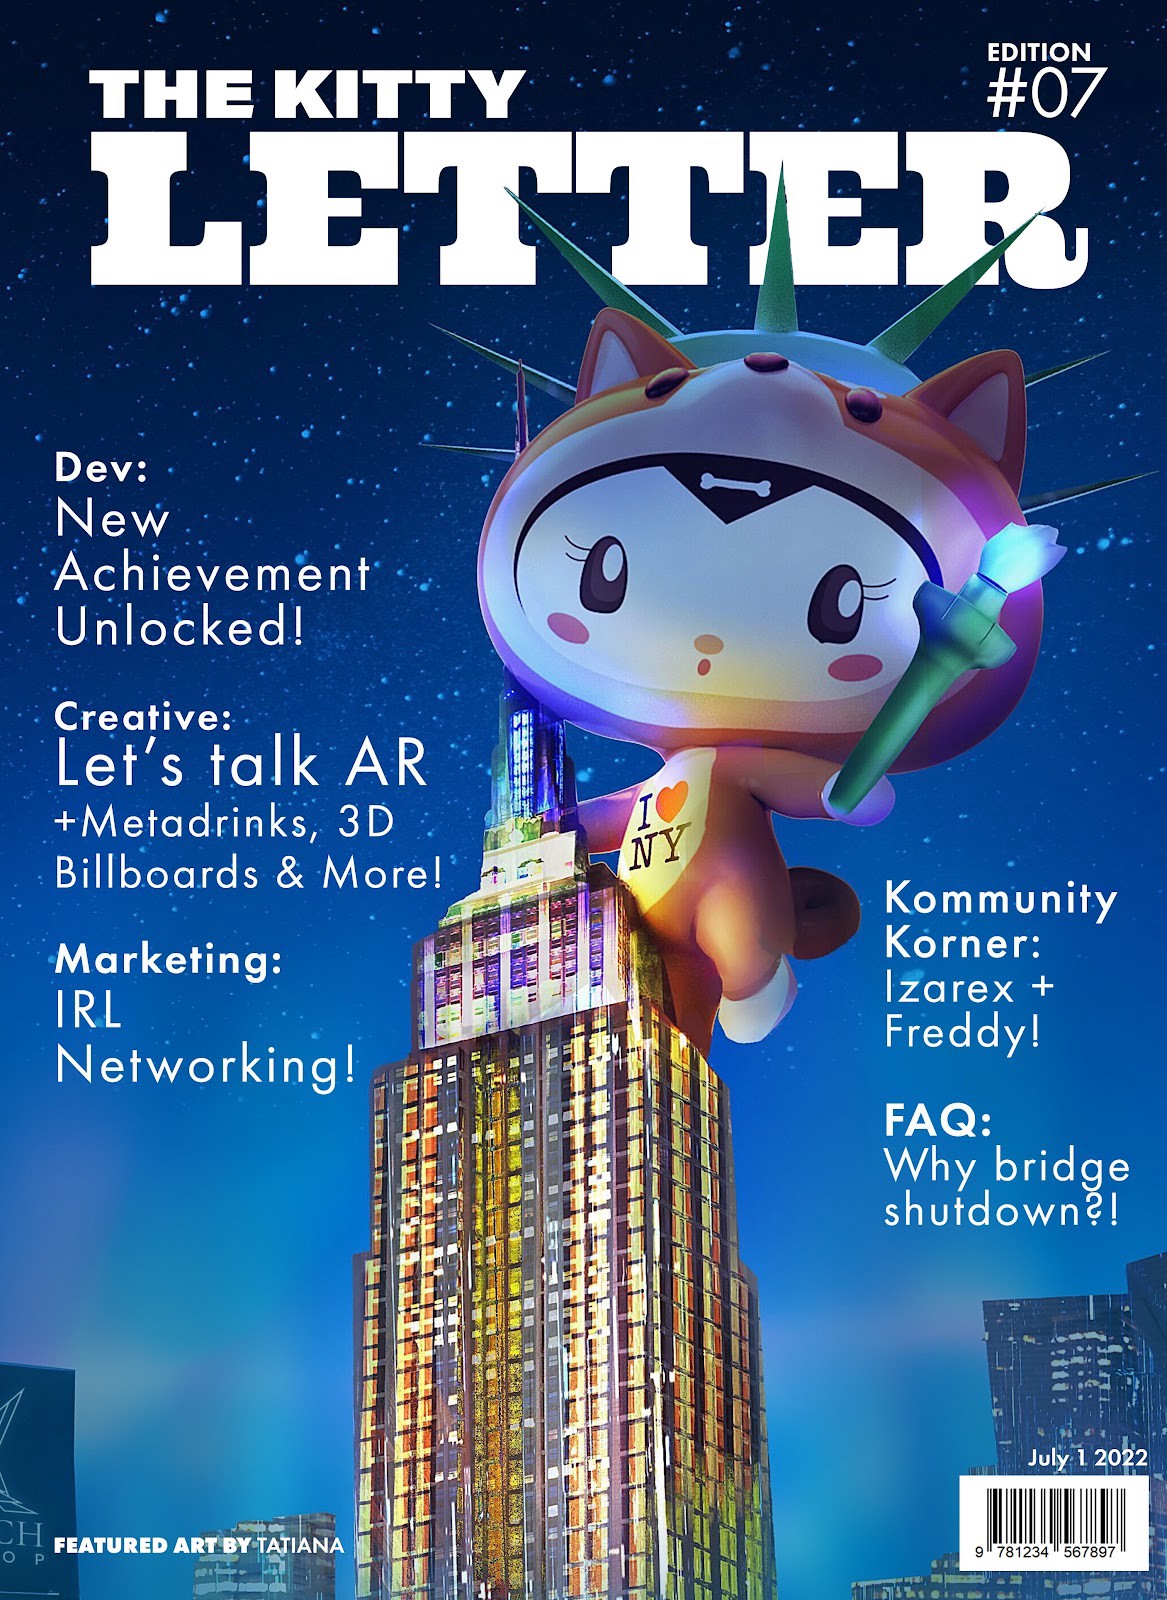 EDITION
#07
THE KITTY
LETTER
Dev:
New
Achievement
Unlocked!
Creative:
Let's talk AR
+Metadrinks, 3D
Billboards & More!
Marketing:
IRL
Networking!
I
NY
Kommunity
Korner:
Izarex +
Freddy!
FAQ:
Why bridge
shutdown?!
July 1 2022
9 781234 567897
FEATURED ART BY TATIANA